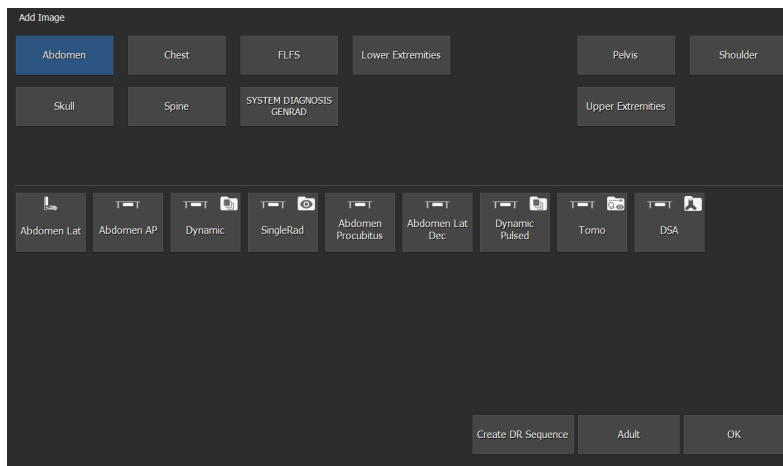 Add Image
Abdomen
Chest
FLFS
Lower Extremities
Pelvis
Shoulder
Skull
Spine
SYSTEM DIAGNOSIS
GENRAD
Upper Extremities
Abdomen Lat
Abdomen AP
Dynamic
SingleRad
Abdomen
Procubitus
Abdomen Lat
Dec
Dynamic
Pulsed
Tomo
DSA
Create DR Sequence
Adult
OK